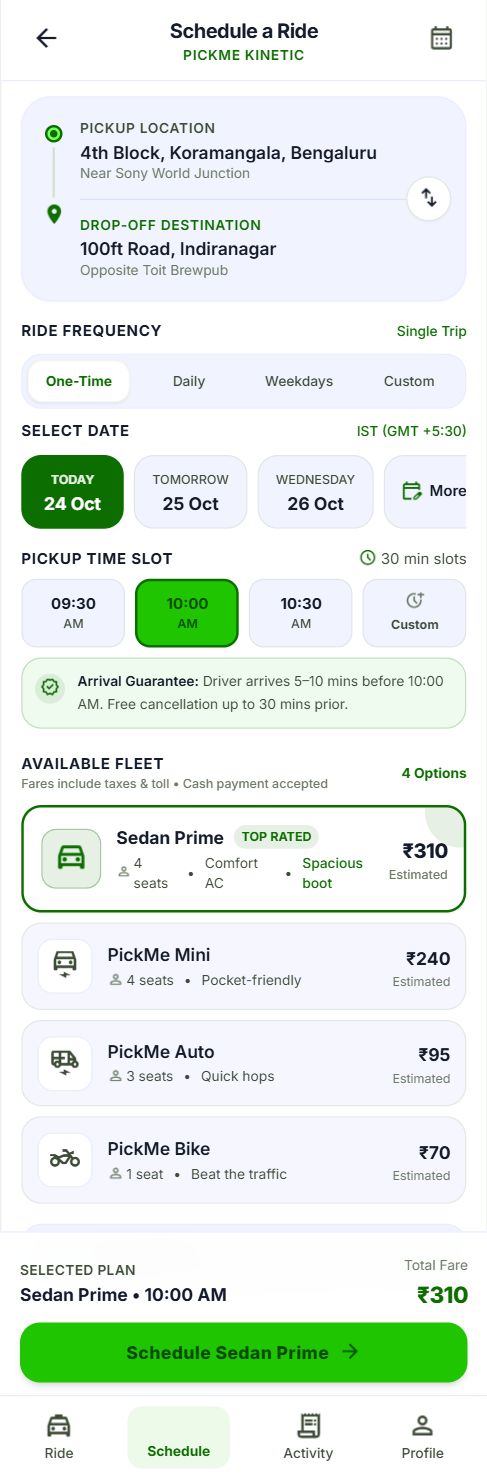 Schedule a Ride
PICKME KINETIC
PICKUP LOCATION
4th Block, Koramangala, Bengaluru
Near Sony World Junction
DROP-OFF DESTINATION
100ft Road, Indiranagar
Opposite Toit Brewpub
RIDE FREQUENCY
Single Trip
One-Time
Daily
Weekdays
Custom
SELECT DATE
IST (GMT +5:30)
TODAY
24 Oct
TOMORROW
25 Oct
WEDNESDAY
26 Oct
More
PICKUP TIME SLOT
30 min slots
09:30
AM
10:00
AM
10:30
AM
Custom
Arrival Guarantee: Driver arrives 5–10 mins before 10:00
AM. Free cancellation up to 30 mins prior.
AVAILABLE FLEET
Fares include taxes & toll • Cash payment accepted
4 Options
Sedan Prime
TOP RATED
4
seats
•
Comfort
AC
•
Spacious
boot
₹310
Estimated
PickMe Mini
4 seats • Pocket-friendly
₹240
Estimated
PickMe Auto
3 seats • Quick hops
₹95
Estimated
PickMe Bike
1 seat • Beat the traffic
₹70
Estimated
SELECTED PLAN
Sedan Prime • 10:00 AM
Total Fare
₹310
Schedule Sedan Prime →
Ride
Schedule
Activity
Profile